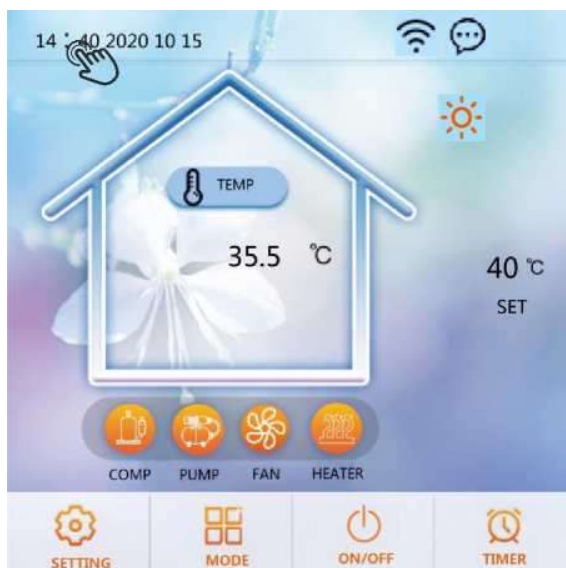 14 : 40 2020 10 15
TEMP
35.5 ℃
40 ℃
SET
COMP PUMP FAN HEATER
SETTING MODE ON/OFF TIMER